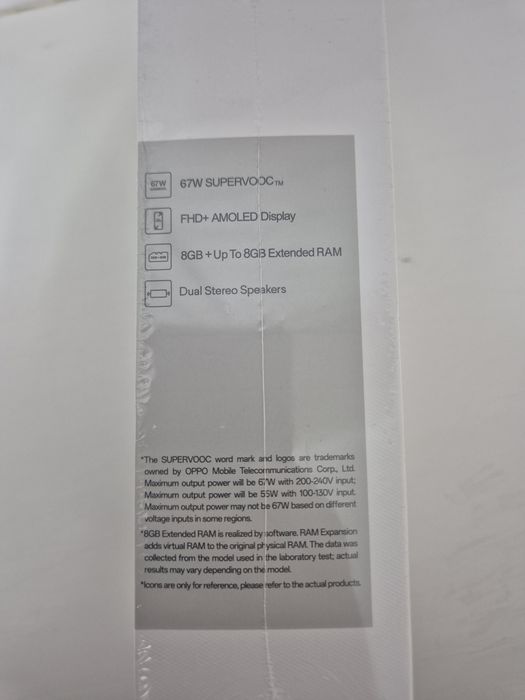 67W
67W SUPERVOOC™
FHD+ AMOLED Display
8GB + Up To 8GB Extended RAM
Dual Stereo Speakers
*The SUPERVOOC word mark and logos are trademarks
owned by OPPO Mobile Telecommunications Corp., Ltd.
Maximum output power will be 67W with 200-240V input;
Maximum output power will be 55W with 100-130V input.
Maximum output power may not be 67W based on different
voltage inputs in some regions.
*8GB Extended RAM is realized by software. RAM Expansion
adds virtual RAM to the original physical RAM. The data was
collected from the model used in the laboratory test; actual
results may vary depending on the model.
*Icons are only for reference, please refer to the actual products.